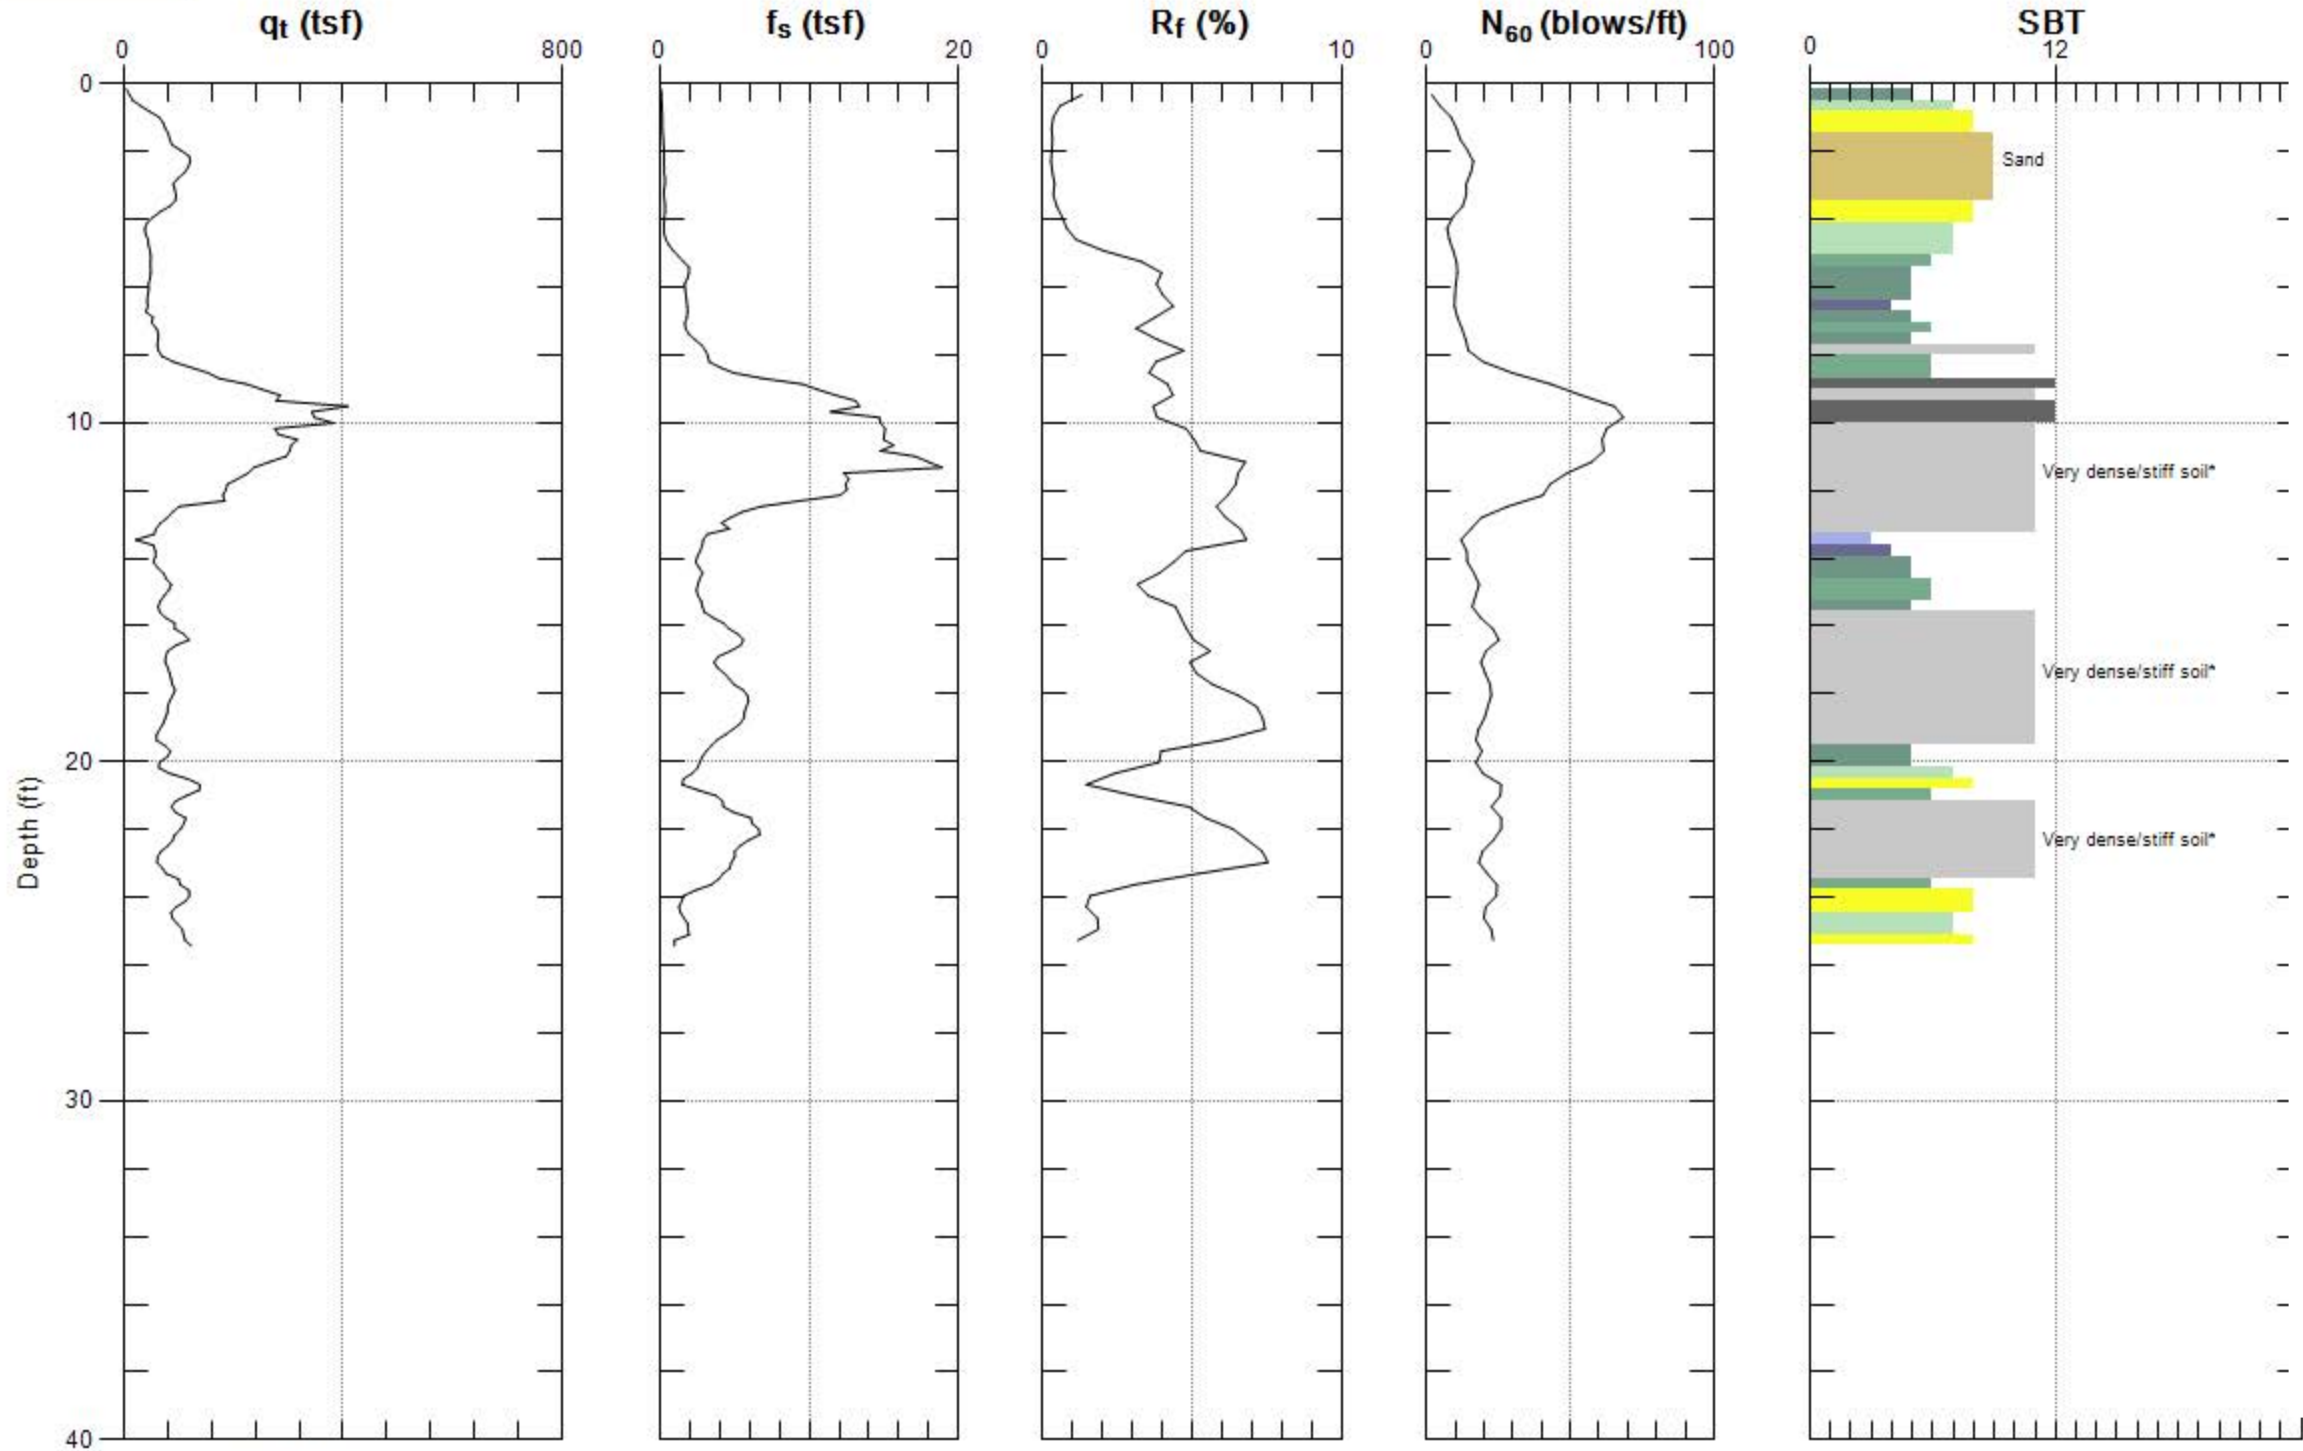 qt (tsf) fs (tsf) Rf (%) N60 (blows/ft) SBT
0 800 0 20 0 10 0 100 0 12
0
Sand
10
Very dense/stiff soil*
Very dense/stiff soil*
20
Depth (ft)
Very dense/stiff soil*
30
40